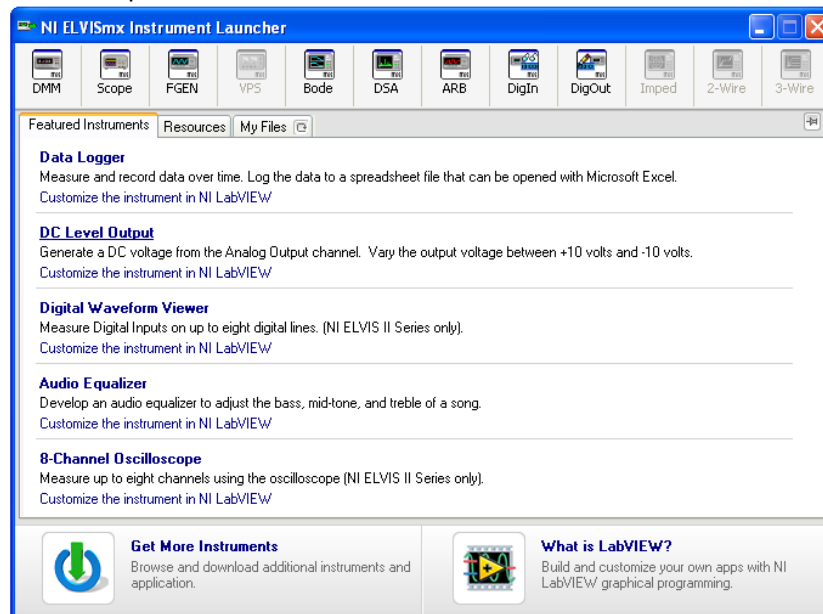 NI ELVISmx Instrument Launcher
DMM Scope FGEN VPS Bode DSA ARB DigIn DigOut Imped 2-Wire 3-Wire
Featured Instruments Resources My Files
Data Logger
Measure and record data over time. Log the data to a spreadsheet file that can be opened with Microsoft Excel.
Customize the instrument in NI LabVIEW
DC Level Output
Generate a DC voltage from the Analog Output channel. Vary the output voltage between +10 volts and -10 volts.
Customize the instrument in NI LabVIEW
Digital Waveform Viewer
Measure Digital Inputs on up to eight digital lines. (NI ELVIS II Series only).
Customize the instrument in NI LabVIEW
Audio Equalizer
Develop an audio equalizer to adjust the bass, mid-tone, and treble of a song.
Customize the instrument in NI LabVIEW
8-Channel Oscilloscope
Measure up to eight channels using the oscilloscope (NI ELVIS II Series only).
Customize the instrument in NI LabVIEW
Get More Instruments
Browse and download additional instruments and
application.
What is LabVIEW?
Build and customize your own apps with NI
LabVIEW graphical programming.